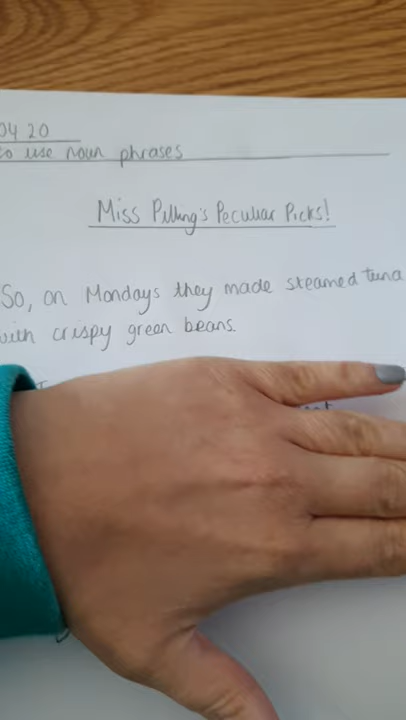 04 20
to use noun phrases
Miss Pilling's Peculiar Picks!
So, on Mondays they made steamed tuna
with crispy green beans.